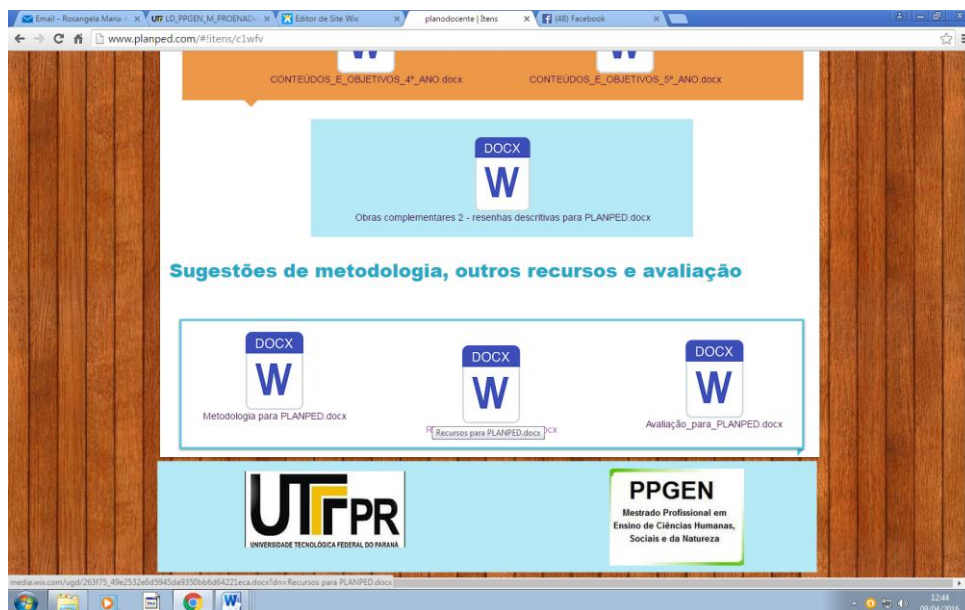 Email - Rosangela Maria
UTF LD_PPGEN_M_PROENAD
Editor de Site Wix
planodocente | Itens
(48) Facebook
www.planped.com/#!itens/c1wfv
CONTEÚDOS_E_OBJETIVOS_4º_ANO.docx
CONTEÚDOS_E_OBJETIVOS_5º_ANO.docx
DOCX
W
Obras complementares 2 - resenhas descritivas para PLANPED.docx
Sugestões de metodologia, outros recursos e avaliação
DOCX
W
Metodologia para PLANPED.docx
DOCX
W
Recursos para PLANPED.docx
DOCX
W
Avaliação_para_PLANPED.docx
UTFPR
UNIVERSIDADE TECNOLÓGICA FEDERAL DO PARANÁ
PPGEN
Mestrado Profissional em
Ensino de Ciências Humanas,
Sociais e da Natureza
media.wix.com/ugd/263f75_49e2532e6d5945da9350bb6d64221eca.docx?dn=Recursos para PLANPED.docx
12:44
09/04/2016